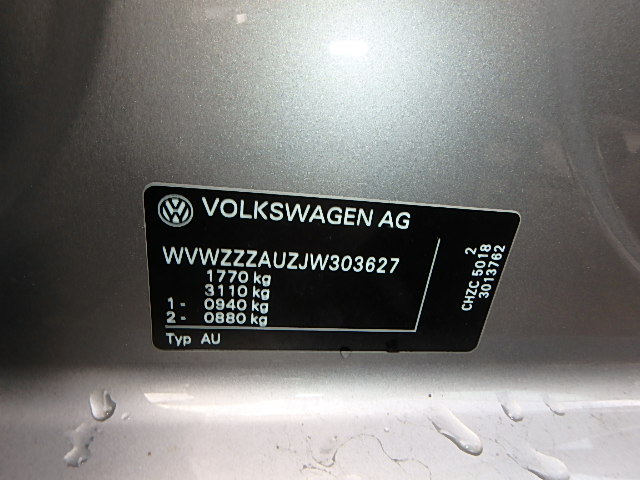 VOLKSWAGEN AG
WVWZZZAUZJW303627
1770 kg
3110 kg
1 - 0940 kg
2 - 0880 kg
Typ AU
2
CHZC 5018
3013762